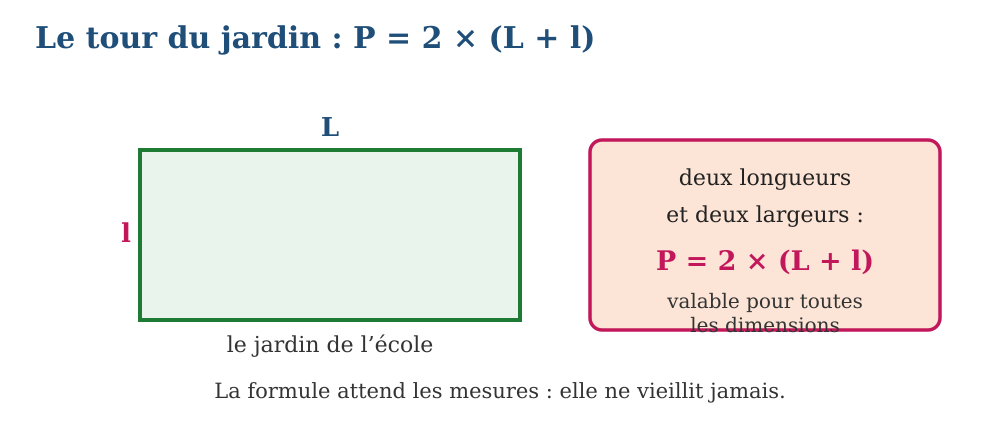 Le tour du jardin : P = 2 × (L + l)
L
l
le jardin de l’école
deux longueurs
et deux largeurs :
P = 2 × (L + l)
valable pour toutes
les dimensions
La formule attend les mesures : elle ne vieillit jamais.